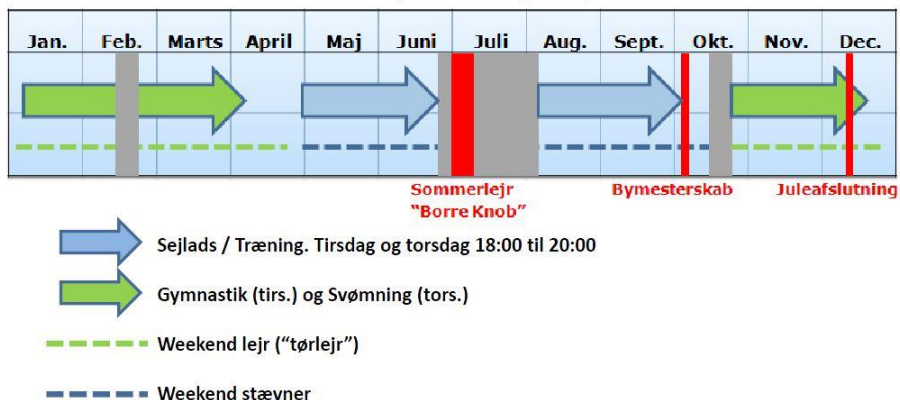 Jan. Feb. Marts April Maj Juni Juli Aug. Sept. Okt. Nov. Dec.
Sommerlejr Bymesterskab Juleafslutning
"Borre Knob"
Sejlads / Træning. Tirsdag og torsdag 18:00 til 20:00
Gymnastik (tirs.) og Svømning (tors.)
Weekend lejr ("tørlejr")
Weekend stævner